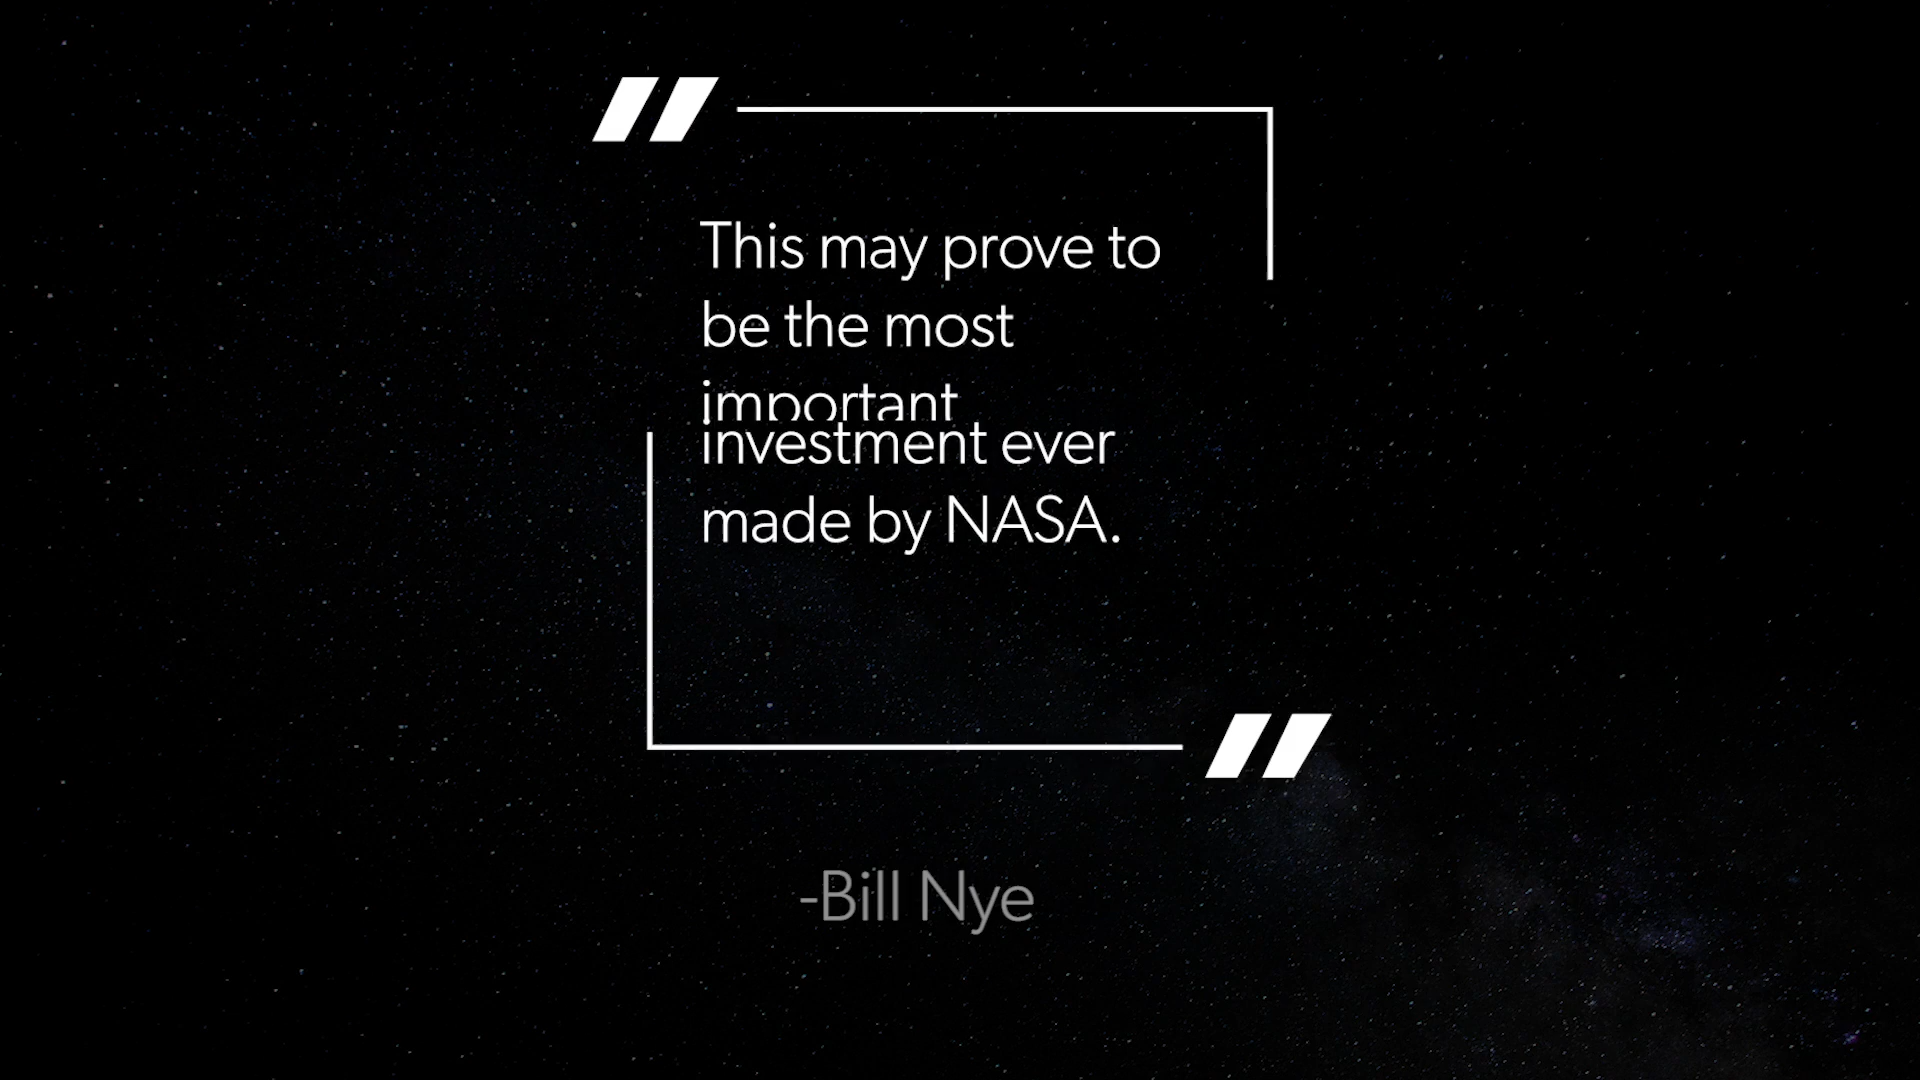 This may prove to
be the most
important
investment ever
made by NASA.
-Bill Nye